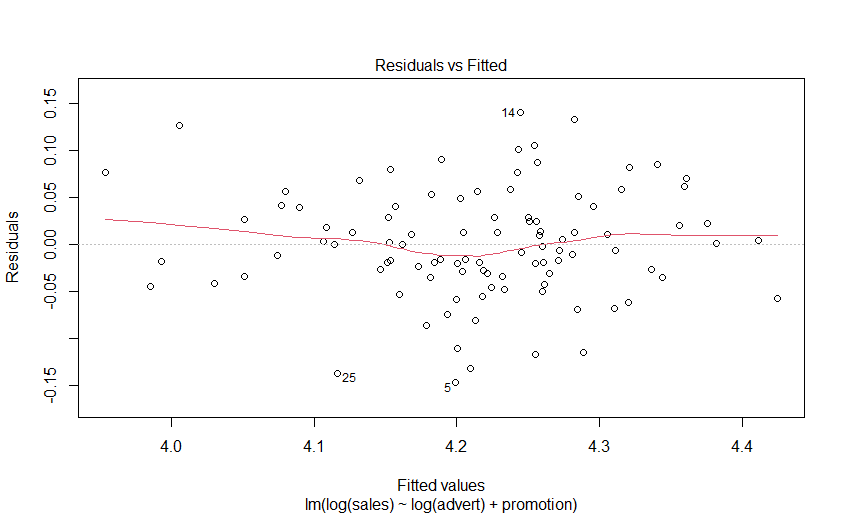 Residuals vs Fitted
Residuals
0.15
0.10
0.05
0.00
-0.05
-0.15
14
25
5
4.0 4.1 4.2 4.3 4.4
Fitted values
lm(log(sales) ~ log(advert) + promotion)